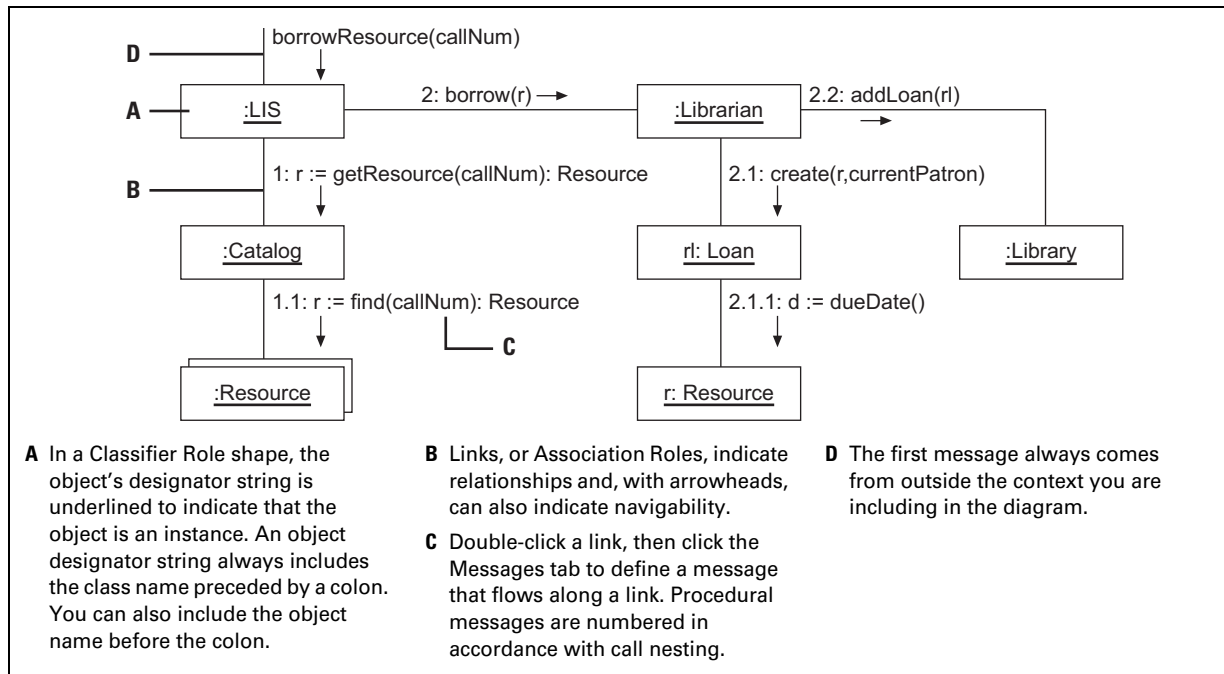 borrowResource(callNum)
D
A
:LIS
2: borrow(r)
:Librarian
2.2: addLoan(rl)
B
1: r := getResource(callNum): Resource
2.1: create(r,currentPatron)
:Catalog
rl: Loan
:Library
1.1: r := find(callNum): Resource
2.1.1: d := dueDate()
C
:Resource
r: Resource
A In a Classifier Role shape, the
object's designator string is
underlined to indicate that the
object is an instance. An object
designator string always includes
the class name preceded by a colon.
You can also include the object
name before the colon.
B Links, or Association Roles, indicate
relationships and, with arrowheads,
can also indicate navigability.
C Double-click a link, then click the
Messages tab to define a message
that flows along a link. Procedural
messages are numbered in
accordance with call nesting.
D The first message always comes
from outside the context you are
including in the diagram.